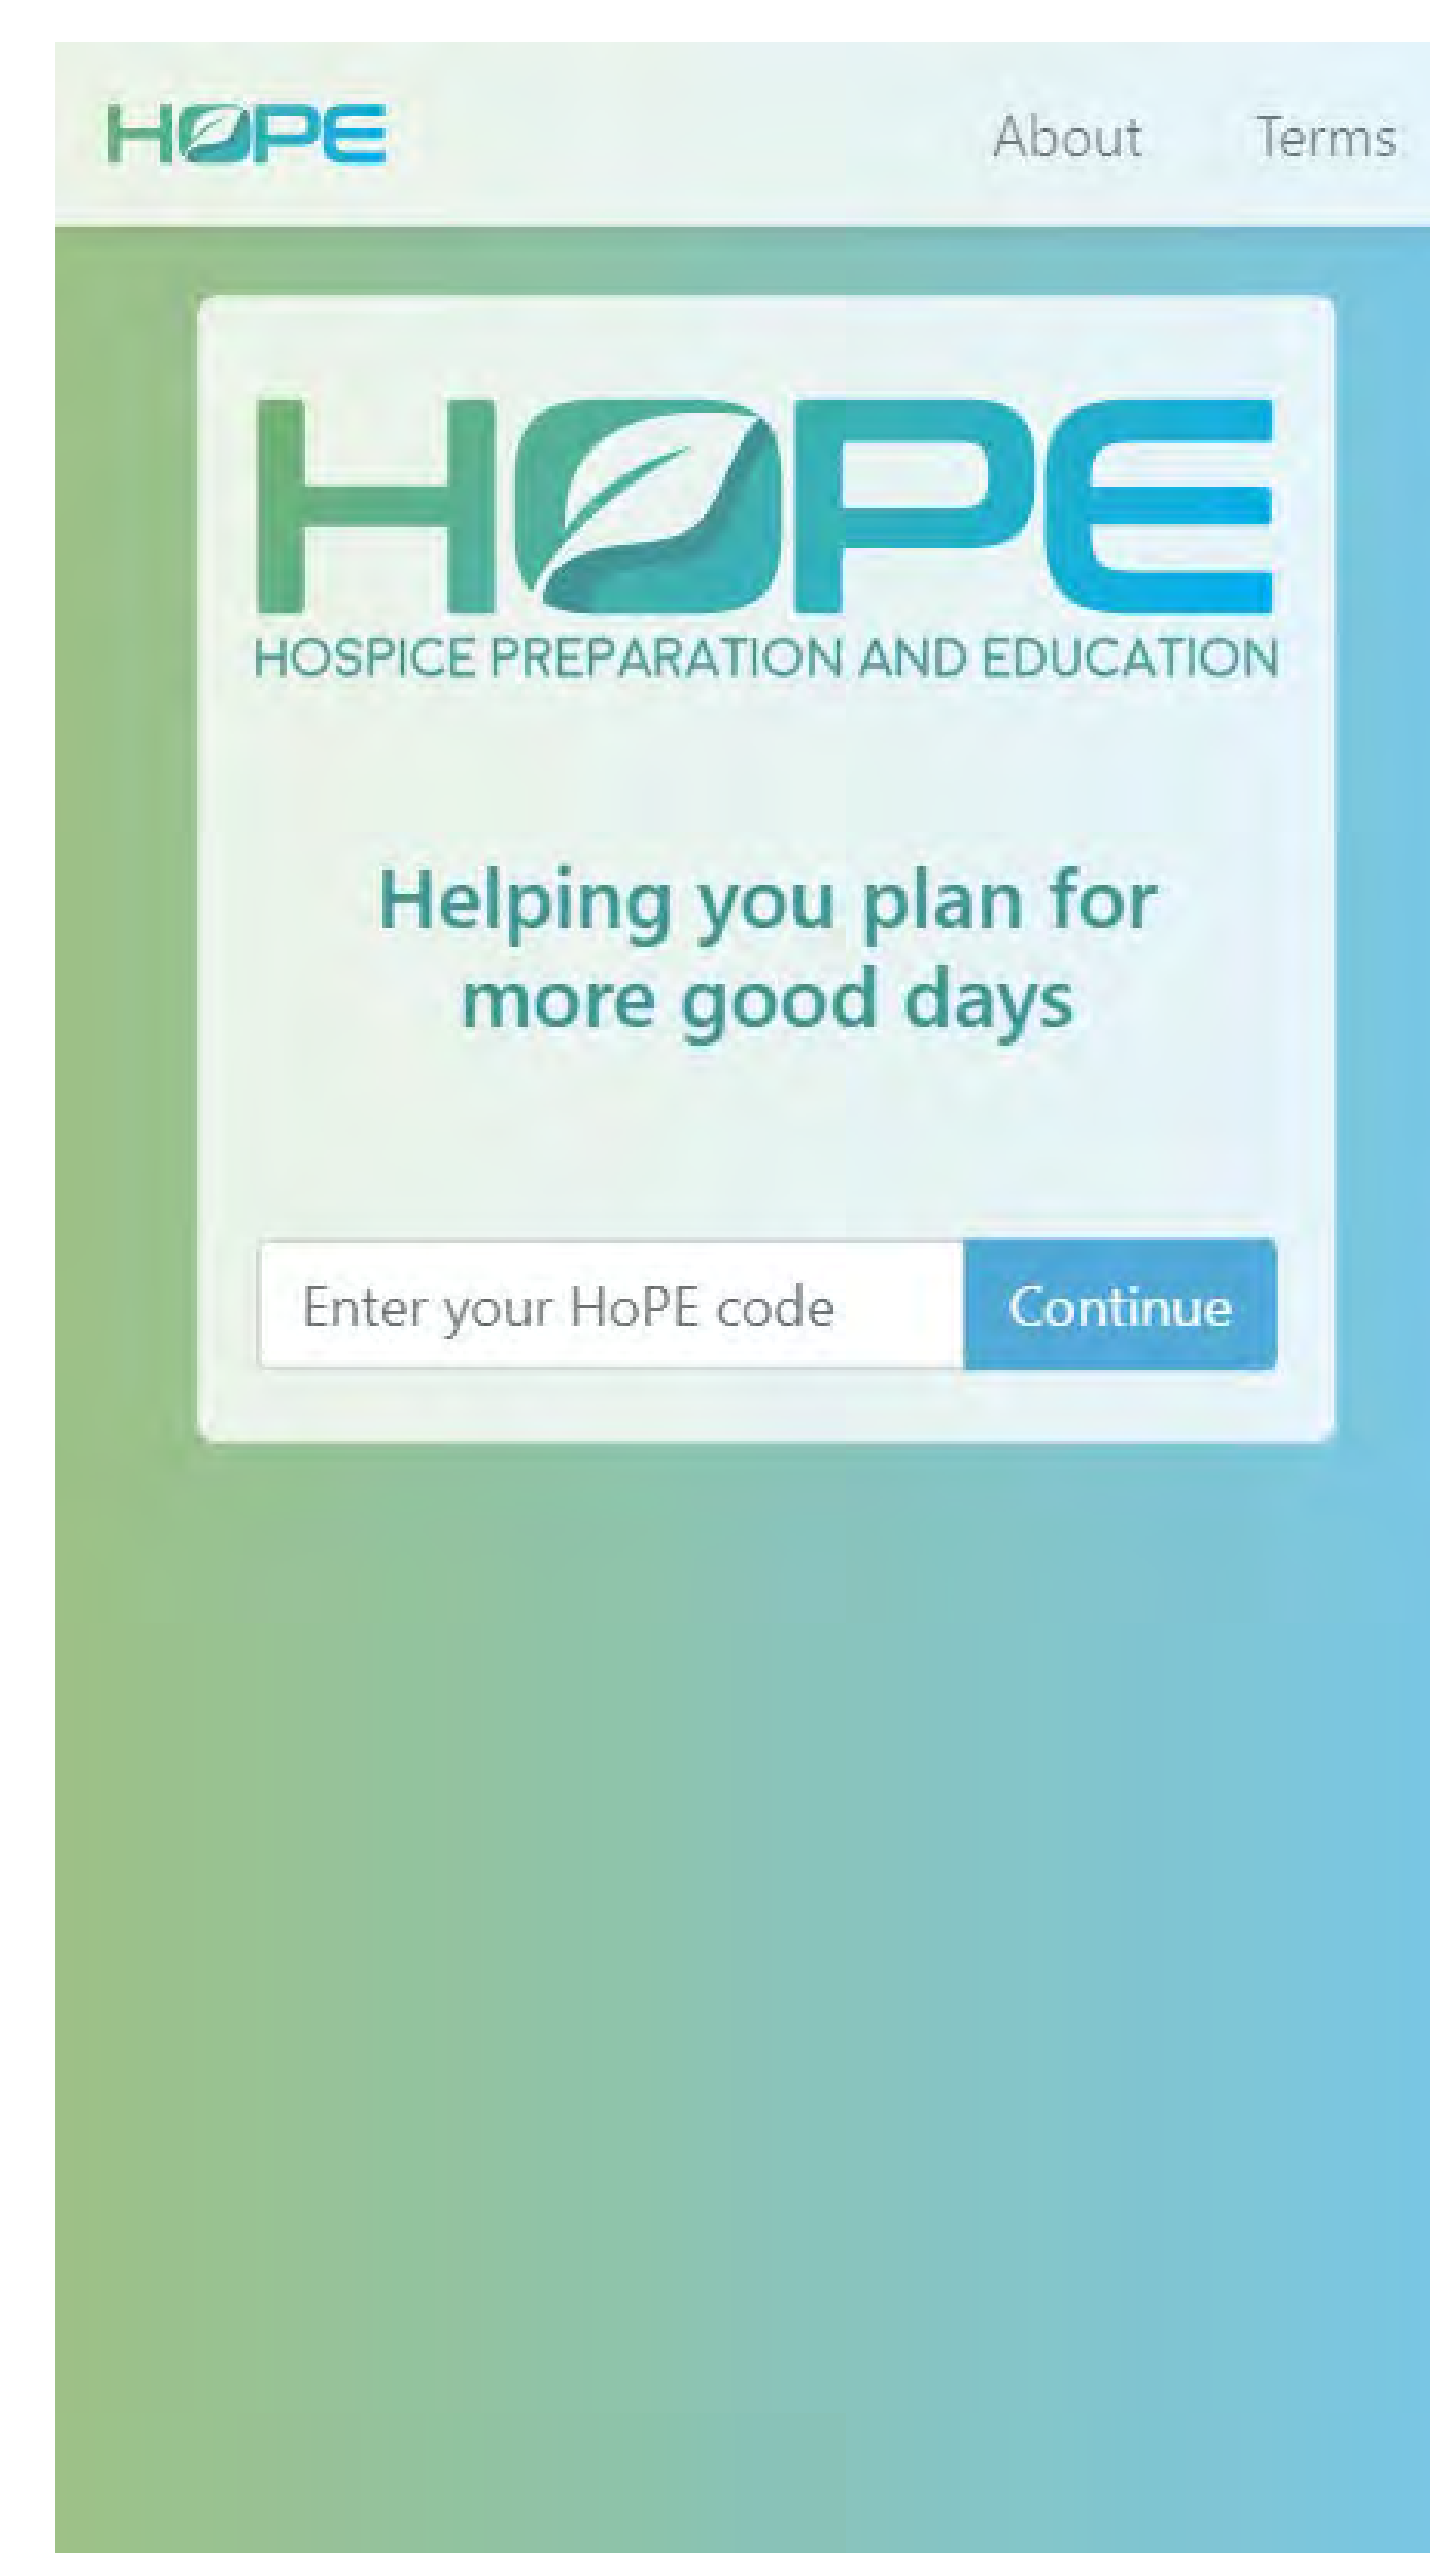 HOPE
About Terms
HOPE
HOSPICE PREPARATION AND EDUCATION
Helping you plan for
more good days
Enter your HoPE code
Continue